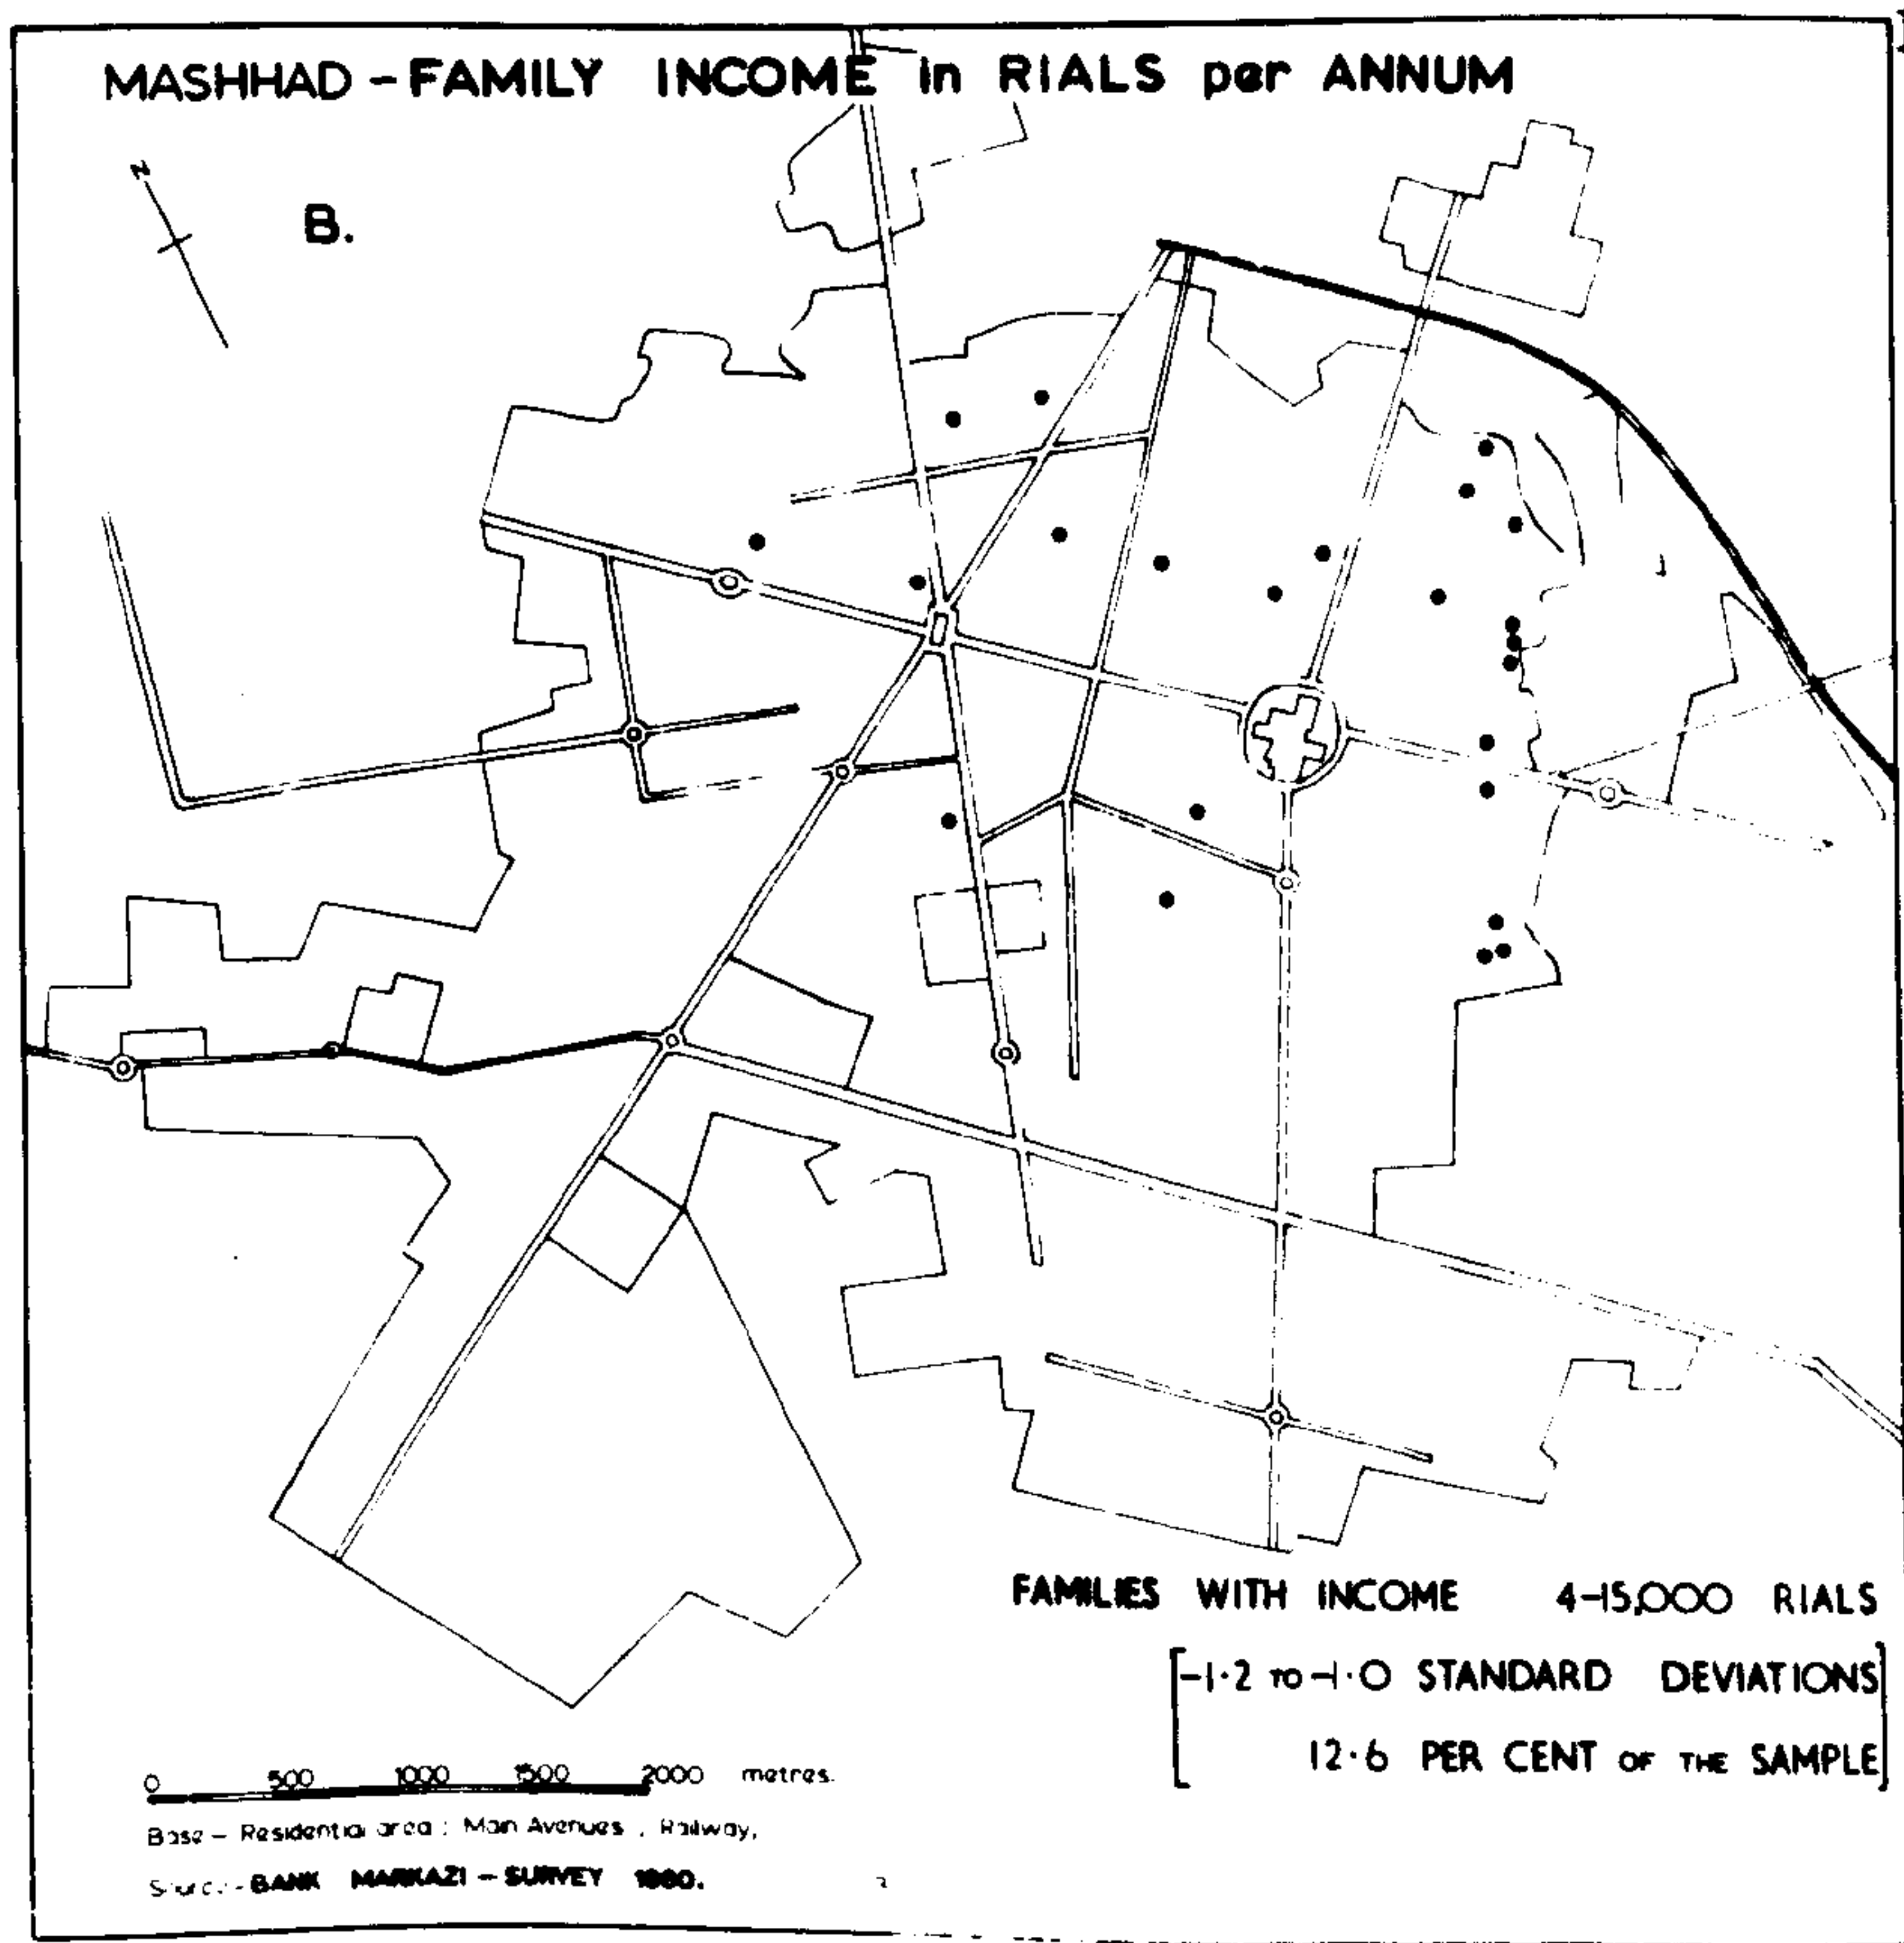 MASHHAD - FAMILY INCOME in RIALS per ANNUM
N
B.
FAMILIES WITH INCOME 4-15,000 RIALS
[-1·2 TO -1·0 STANDARD DEVIATIONS
12·6 PER CENT OF THE SAMPLE]
0 500 1000 1500 2000 metres.
Base - Residential area ; Main Avenues , Railway,
Source - BANK MARKAZI - SURVEY